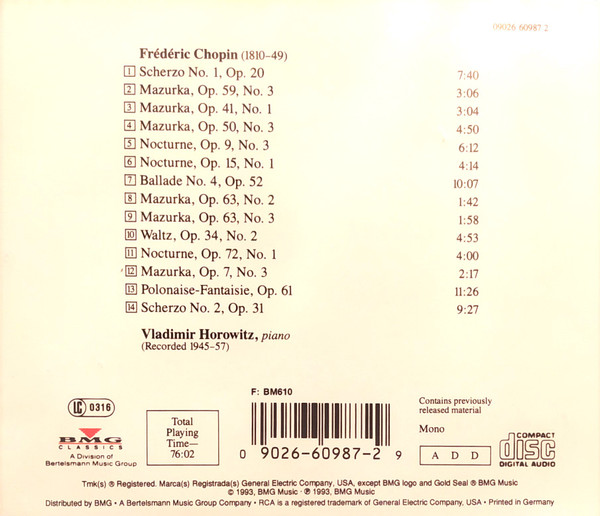 09026 60987 2
Frédéric Chopin (1810–49)
1 Scherzo No. 1, Op. 20 7:40
2 Mazurka, Op. 59, No. 3 3:06
3 Mazurka, Op. 41, No. 1 3:04
4 Mazurka, Op. 50, No. 3 4:50
5 Nocturne, Op. 9, No. 3 6:12
6 Nocturne, Op. 15, No. 1 4:14
7 Ballade No. 4, Op. 52 10:07
8 Mazurka, Op. 63, No. 2 1:42
9 Mazurka, Op. 63, No. 3 1:58
10 Waltz, Op. 34, No. 2 4:53
11 Nocturne, Op. 72, No. 1 4:00
12 Mazurka, Op. 7, No. 3 2:17
13 Polonaise-Fantaisie, Op. 61 11:26
14 Scherzo No. 2, Op. 31 9:27
Vladimir Horowitz, piano
(Recorded 1945-57)
LC 0316
BMG
CLASSICS
A Division of
Bertelsmann Music Group
Total
Playing
Time—
76:02
F: BM610
0 09026-60987-2 9
Contains previously
released material
Mono
A D D
COMPACT
disc
DIGITAL AUDIO
Tmk(s) ® Registered. Marca(s) Registrada(s) General Electric Company, USA, except BMG logo and Gold Seal ® BMG Music
© 1993, BMG Music · ℗ 1993, BMG Music
Distributed by BMG • A Bertelsmann Music Group Company • RCA is a registered trademark of General Electric Company, USA • Printed in Germany